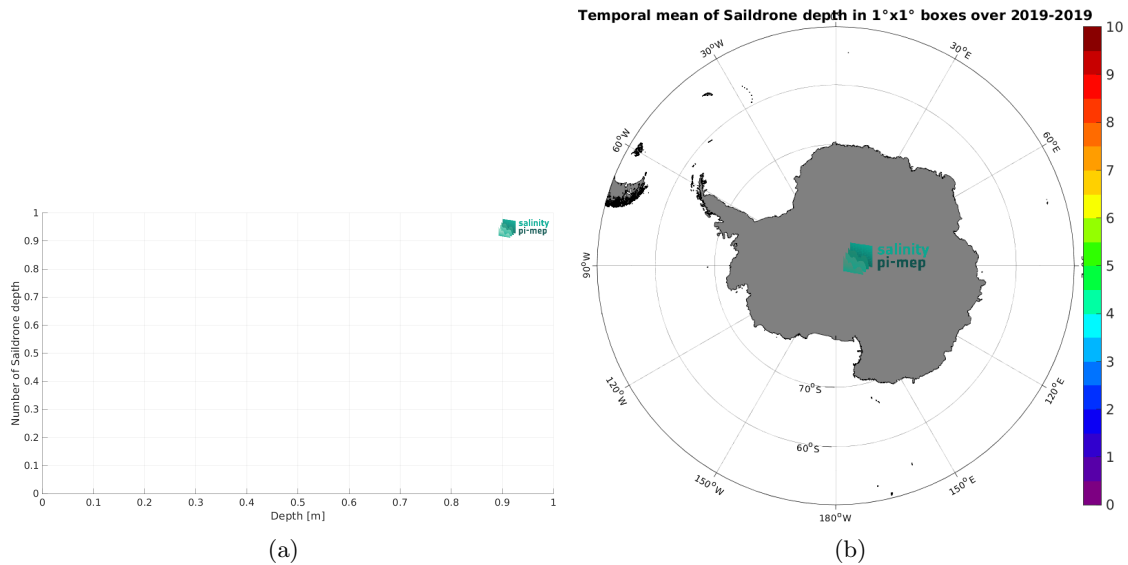 Temporal mean of Saildrone depth in 1°x1° boxes over 2019-2019
salinity
pi-mep
1
0.9
0.8
0.7
0.6
0.5
0.4
0.3
0.2
0.1
0
Number of Saildrone depth
0 0.1 0.2 0.3 0.4 0.5 0.6 0.7 0.8 0.9 1
Depth [m]
(a)
30°W
30°E
60°W
60°E
90°W
salinity
pi-mep
120°W
120°E
70°S
60°S
150°W
150°E
180°W
10
9
8
7
6
5
4
3
2
1
0
(b)